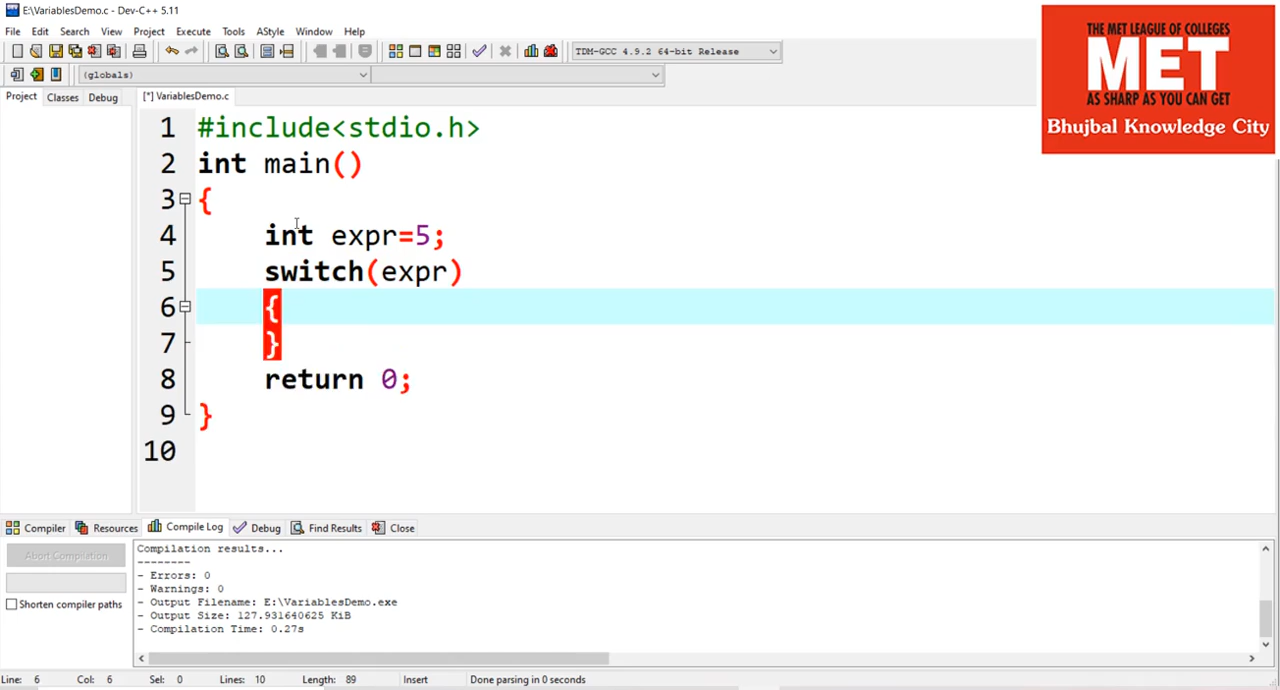 E:\VariablesDemo.c - Dev-C++ 5.11
File Edit Search View Project Execute Tools AStyle Window Help
TDM-GCC 4.9.2 64-bit Release
(globals)
Project Classes Debug
[*] VariablesDemo.c
1 #include<stdio.h>
2 int main()
3 {
4 int expr=5;
5 switch(expr)
6 {
7 }
8 return 0;
9 }
10
THE MET LEAGUE OF COLLEGES
MET
AS SHARP AS YOU CAN GET
Bhujbal Knowledge City
Compiler Resources Compile Log Debug Find Results Close
Abort Compilation
Shorten compiler paths
Compilation results...
--------
- Errors: 0
- Warnings: 0
- Output Filename: E:\VariablesDemo.exe
- Output Size: 127.931640625 KiB
- Compilation Time: 0.27s
Line: 6 Col: 6 Sel: 0 Lines: 10 Length: 89 Insert Done parsing in 0 seconds